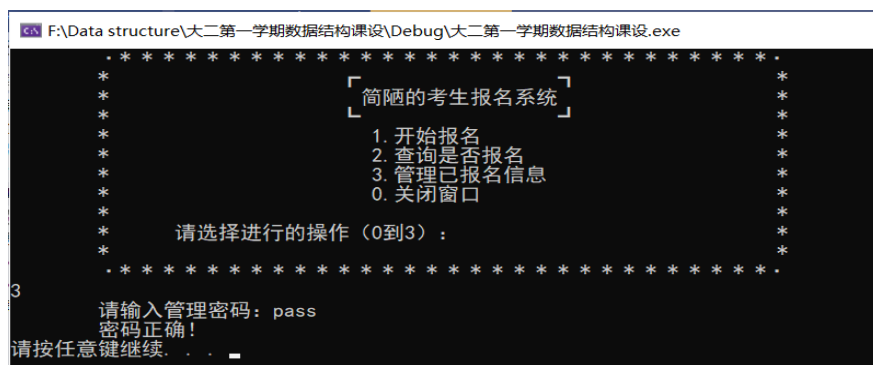 F:\Data structure\大二第一学期数据结构课设\Debug\大二第一学期数据结构课设.exe
·* * * * * * * * * * * * * * * * * * * * * * * * * * * * * *·
* *
* 简陋的考生报名系统 *
* *
* 1. 开始报名 *
* 2. 查询是否报名 *
* 3. 管理已报名信息 *
* 0. 关闭窗口 *
* *
* 请选择进行的操作（0到3）： *
* *
·* * * * * * * * * * * * * * * * * * * * * * * * * * * * * *·
3
请输入管理密码：pass
密码正确！
请按任意键继续. . .